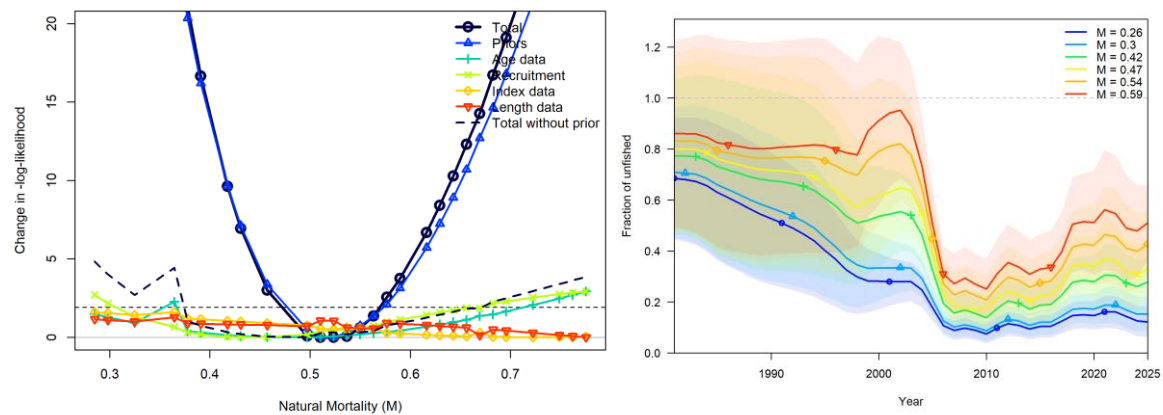 20
15
10
5
0
Change in -log-likelihood
0.3
0.4
0.5
0.6
0.7
Natural Mortality (M)
Total
Priors
Age data
Recruitment
Index data
Length data
Total without prior
1.2
1.0
0.8
0.6
0.4
0.2
0.0
Fraction of unfished
1990
2000
2010
2020
2025
Year
M = 0.26
M = 0.3
M = 0.42
M = 0.47
M = 0.54
M = 0.59